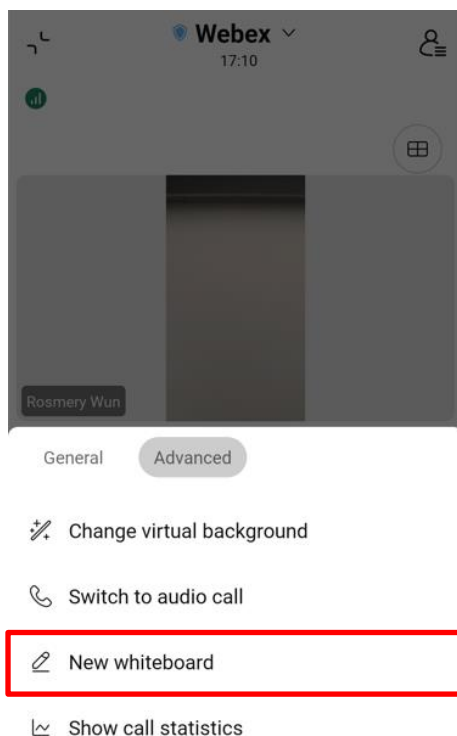 Webex
17:10
Rosmery Wun
General Advanced
Change virtual background
Switch to audio call
New whiteboard
Show call statistics